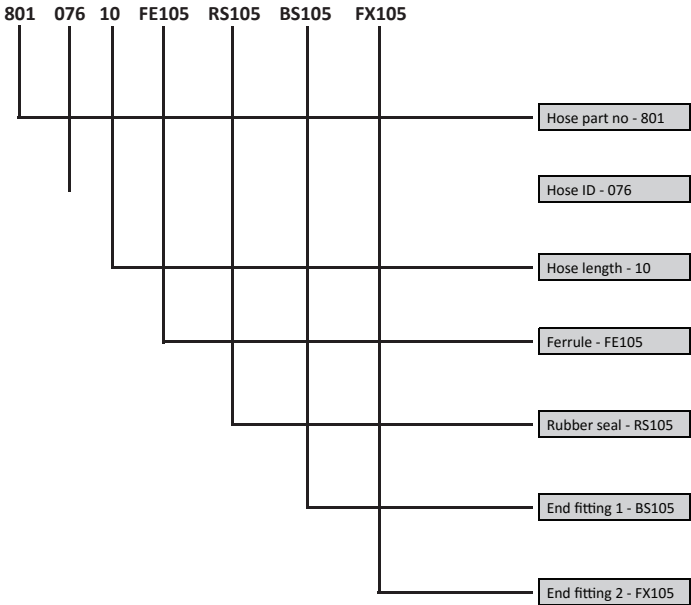 801 076 10 FE105 RS105 BS105 FX105
Hose part no - 801
Hose ID - 076
Hose length - 10
Ferrule - FE105
Rubber seal - RS105
End fitting 1 - BS105
End fitting 2 - FX105